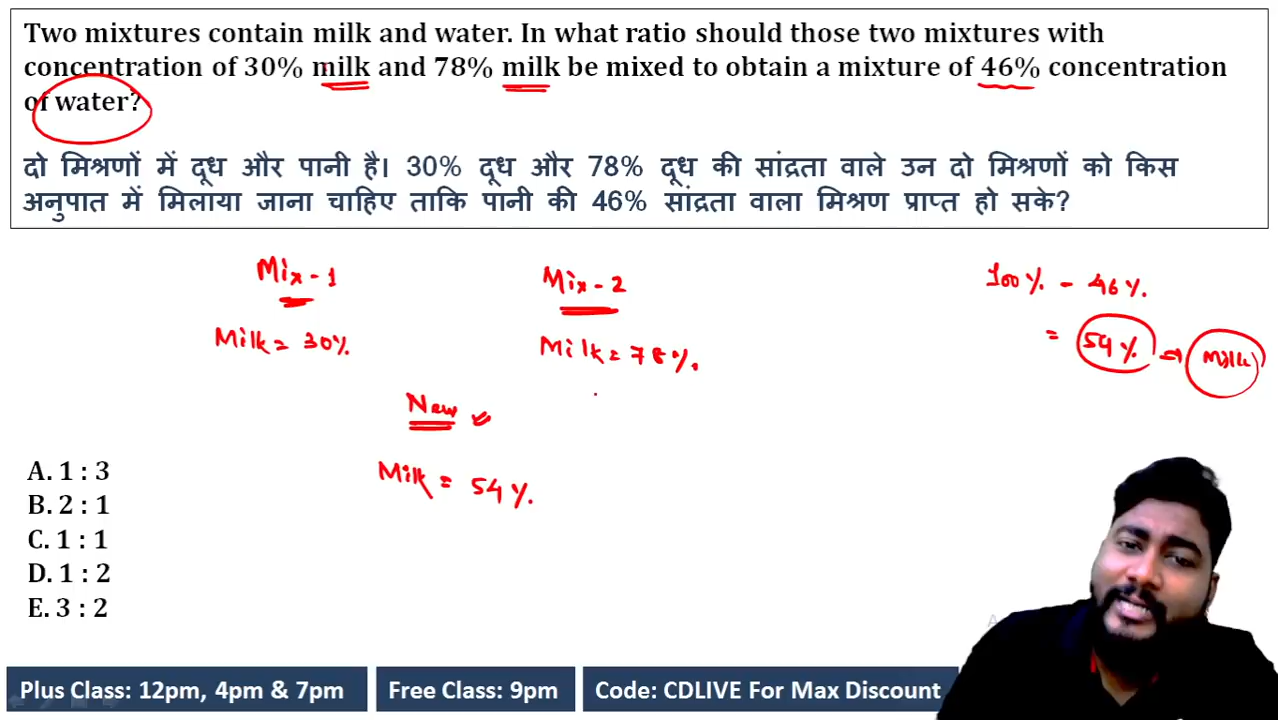 Two mixtures contain milk and water. In what ratio should those two mixtures with
concentration of 30% milk and 78% milk be mixed to obtain a mixture of 46% concentration
of water?
दो मिश्रणों में दूध और पानी है। 30% दूध और 78% दूध की सांद्रता वाले उन दो मिश्रणों को किस
अनुपात में मिलाया जाना चाहिए ताकि पानी की 46% सांद्रता वाला मिश्रण प्राप्त हो सके?
Mix-1
Milk = 30%
Mix-2
Milk = 78%
100% - 46%
= 54% ⇒ Milk
New
Milk = 54%
A. 1 : 3
B. 2 : 1
C. 1 : 1
D. 1 : 2
E. 3 : 2
Plus Class: 12pm, 4pm & 7pm
Free Class: 9pm
Code: CDLIVE For Max Discount